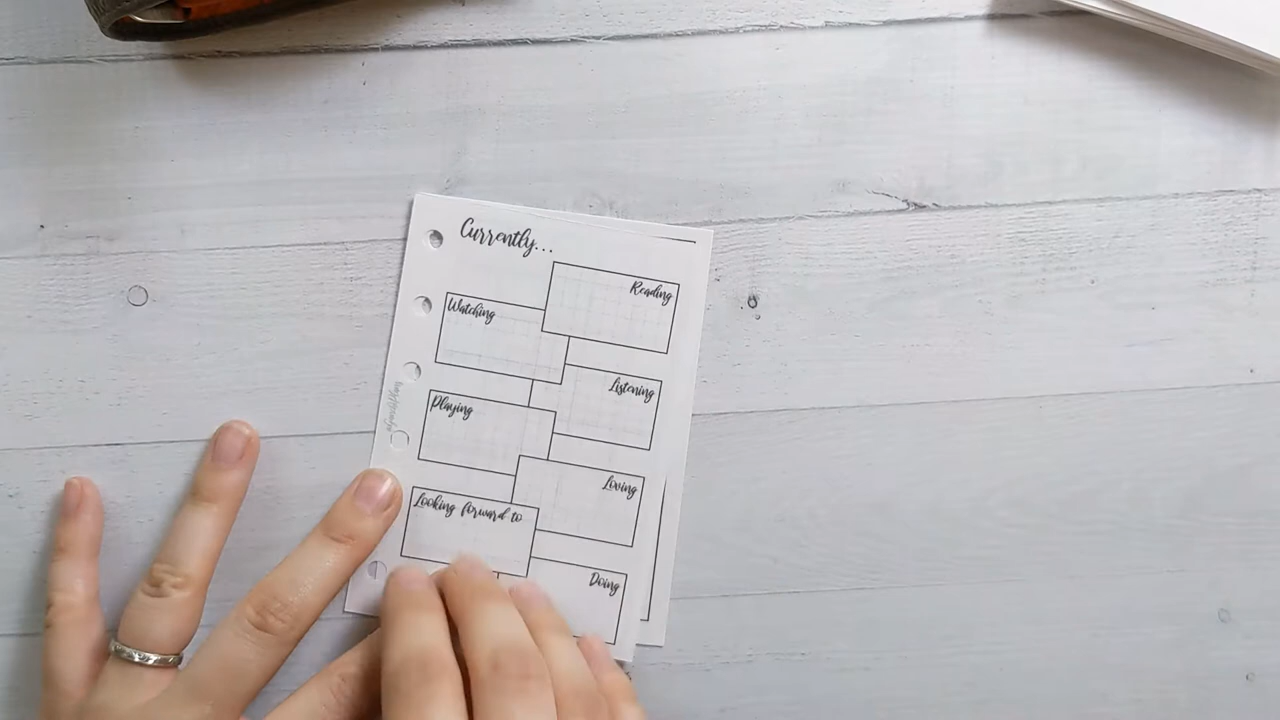 Currently...
Reading
Watching
Listening
Playing
Loving
Looking forward to
Doing